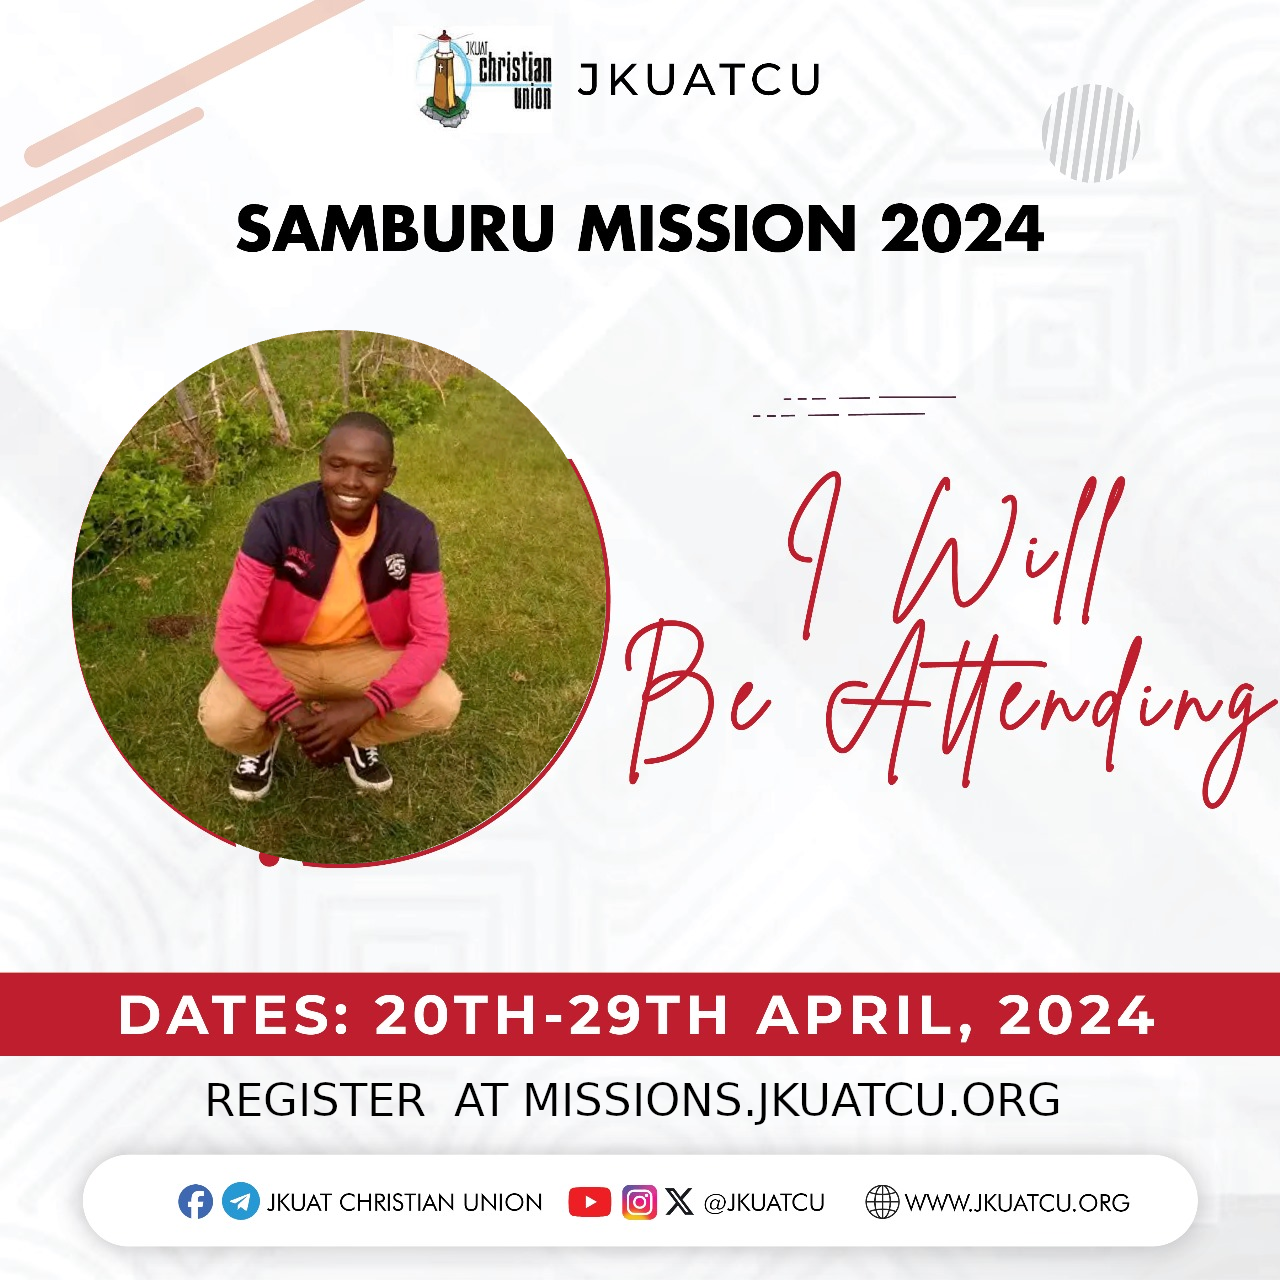 JKUAT
christian
union
JKUATCU
SAMBURU MISSION 2024
I Will
Be Attending
DATES: 20TH-29TH APRIL, 2024
REGISTER  AT MISSIONS.JKUATCU.ORG
JKUAT CHRISTIAN UNION @JKUATCU WWW.JKUATCU.ORG